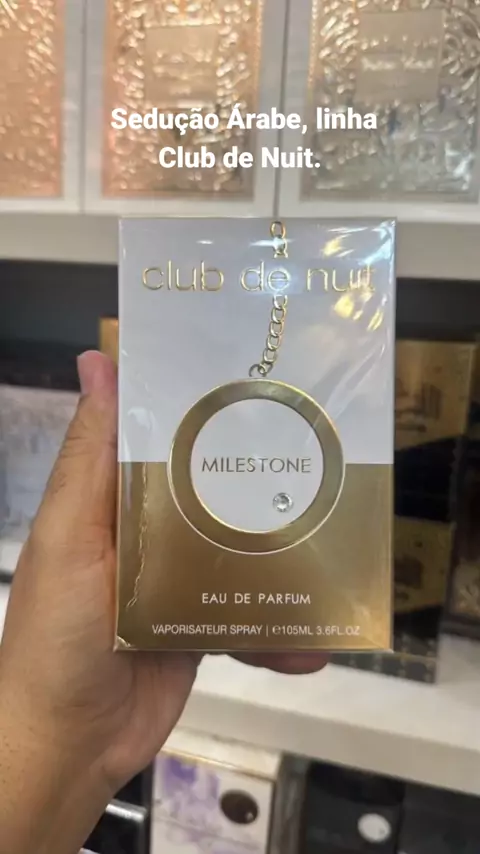 Sedução Árabe, linha
Club de Nuit.
club de nuit
MILESTONE
EAU DE PARFUM
VAPORISATEUR SPRAY | ℮105ML 3.6FL.OZ